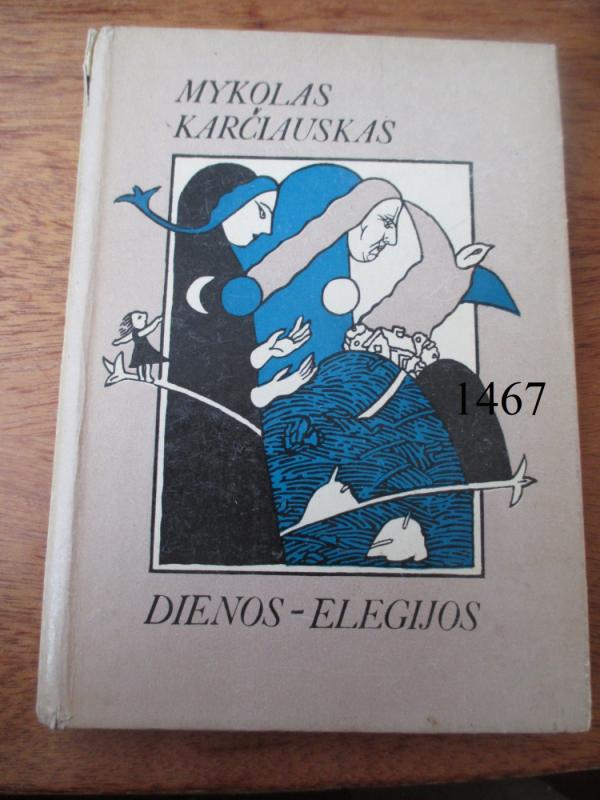 MYKOLAS
KARČIAUSKAS
1467
DIENOS-ELEGIJOS